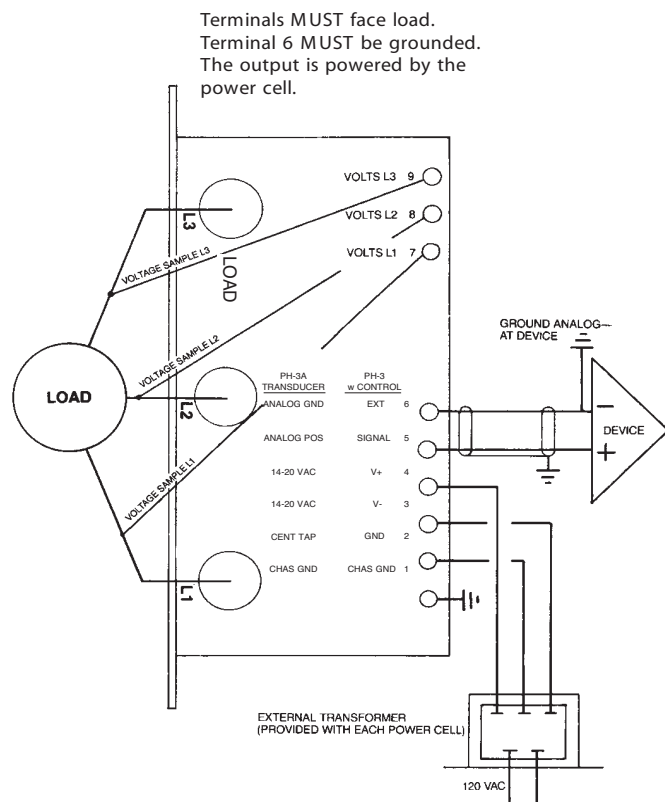 Terminals MUST face load.
Terminal 6 MUST be grounded.
The output is powered by the
power cell.
VOLTS L3 9
VOLTS L2 8
VOLTS L1 7
L3
LOAD
VOLTAGE SAMPLE L3
VOLTAGE SAMPLE L2
VOLTAGE SAMPLE L1
LOAD
L2
L1
GROUND ANALOG
AT DEVICE
DEVICE
−
+
PH-3A PH-3
TRANSDUCER w CONTROL
ANALOG GND EXT 6
ANALOG POS SIGNAL 5
14-20 VAC V+ 4
14-20 VAC V- 3
CENT TAP GND 2
CHAS GND CHAS GND 1
EXTERNAL TRANSFORMER
(PROVIDED WITH EACH POWER CELL)
120 VAC